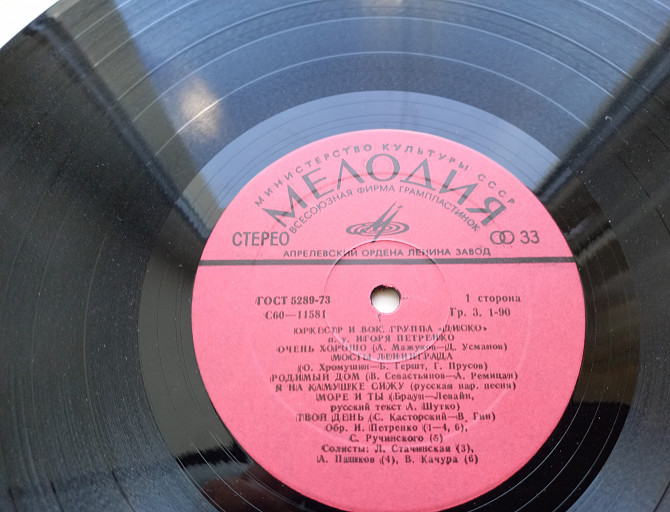 МИНИСТЕРСТВО КУЛЬТУРЫ СССР
МЕЛОДИЯ
ВСЕСОЮЗНАЯ ФИРМА ГРАМПЛАСТИНОК
СТЕРЕО 33
АПРЕЛЕВСКИЙ ОРДЕНА ЛЕНИНА ЗАВОД
ГОСТ 5289-73 1 сторона
С60—11581 Гр. 3. 1-90
ОРКЕСТР И ВОК. ГРУППА «ДИСКО»
п. у. ИГОРЯ ПЕТРЕНКО
ОЧЕНЬ ХОРОШО (А. Мажуков—Д. Усманов)
МОСТЫ ЛЕНИНГРАДА
(О. Хромушин—Б. Гершт, Г. Прусов)
РОДИМЫЙ ДОМ (В. Севастьянов—А. Ремицан)
Я НА КАМУШКЕ СИЖУ (русская нар. песня)
МОРЕ И ТЫ (Браун—Левайн,
русский текст А. Шутко)
ТВОЙ ДЕНЬ (С. Касторский—В. Гин)
Обр. И. Петренко (1—4, 6),
С. Ручинского (5)
Солисты: Л. Стачинская (3),
А. Пашков (4), В. Качура (6)